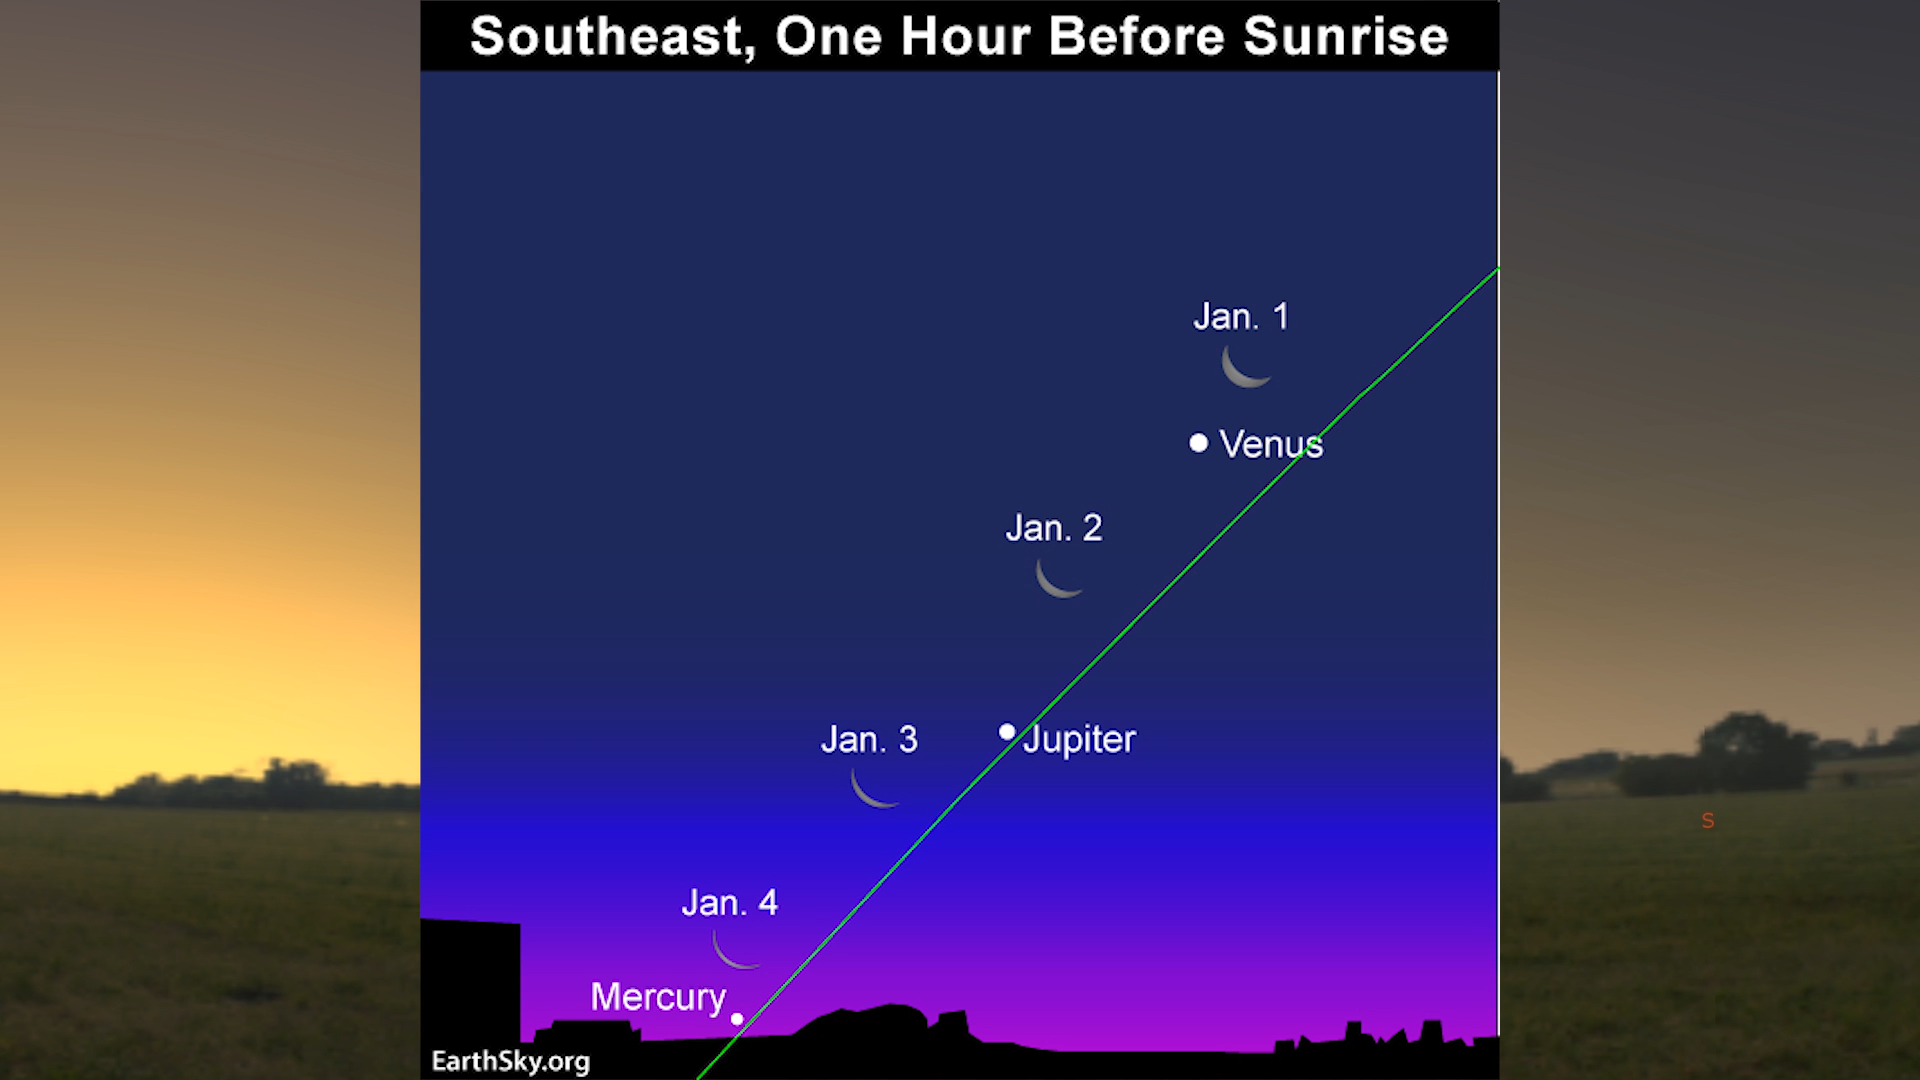 Southeast, One Hour Before Sunrise
Jan. 1
Venus
Jan. 2
Jan. 3
Jupiter
Jan. 4
Mercury
S
EarthSky.org